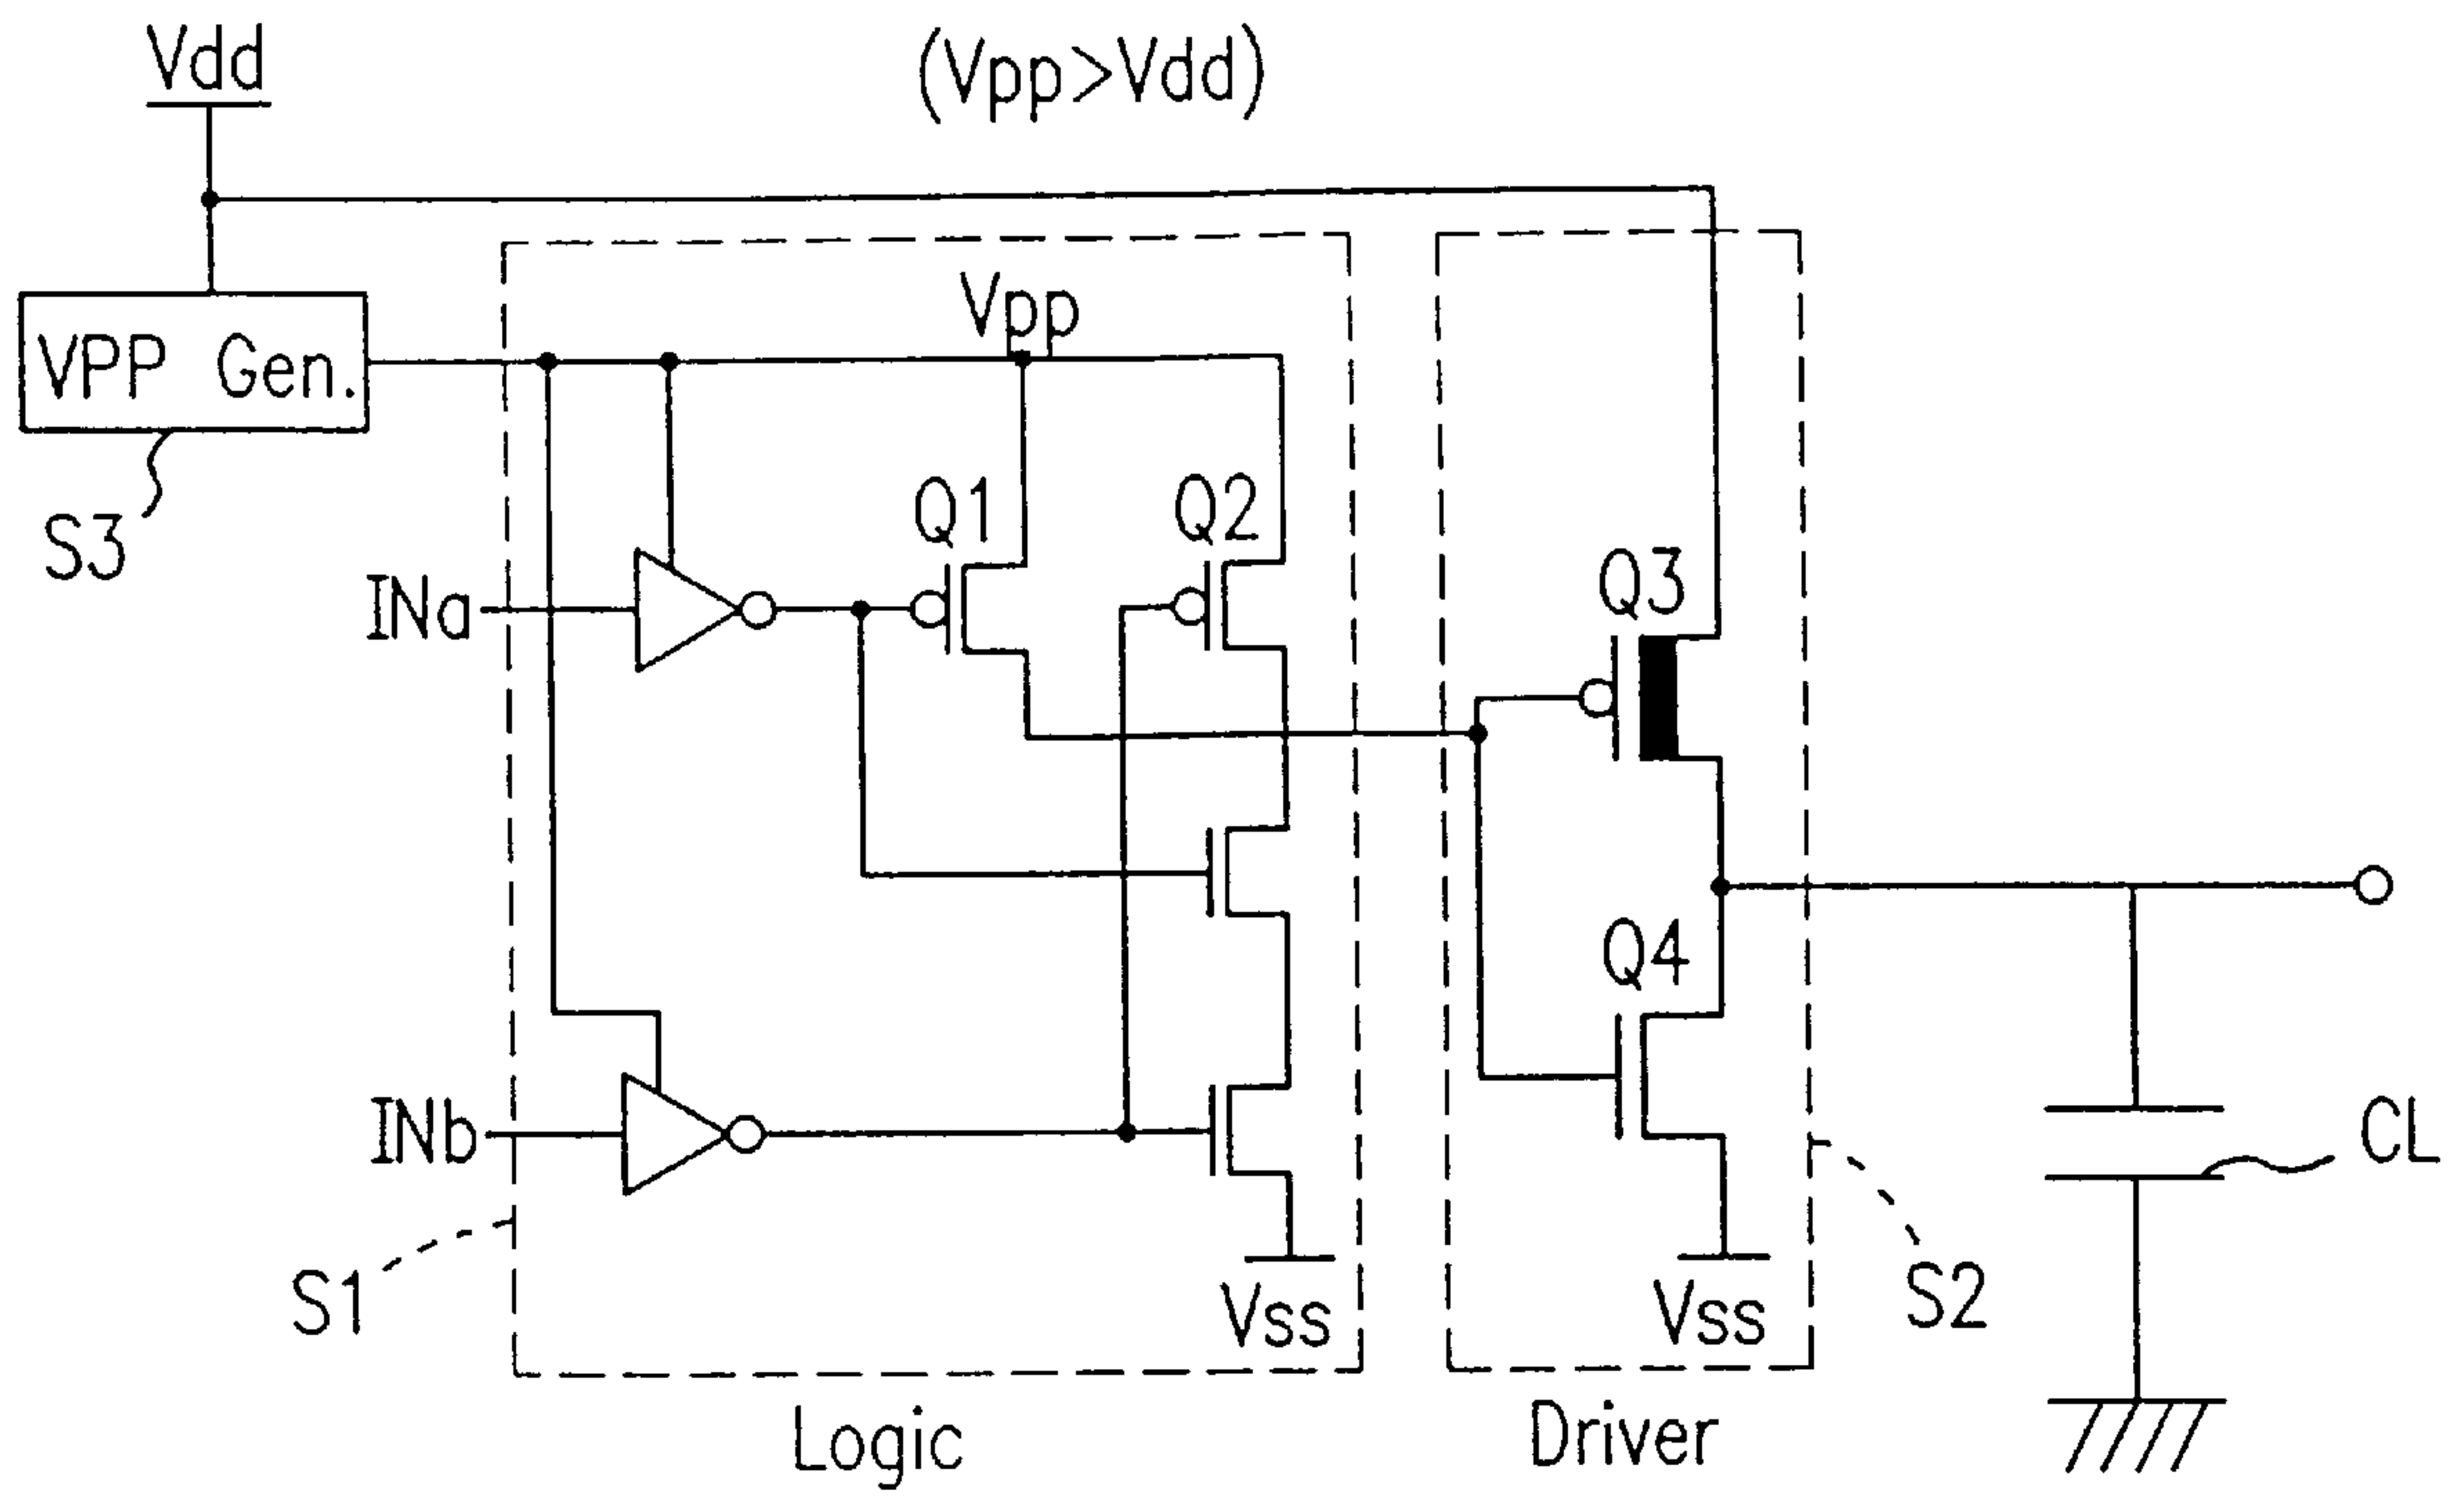 Vdd
(Vpp>Vdd)
Vpp
VPP Gen.
S3
Q1
Q2
INa
Q3
Q4
INb
CL
S1
Vss
Vss
S2
Logic
Driver